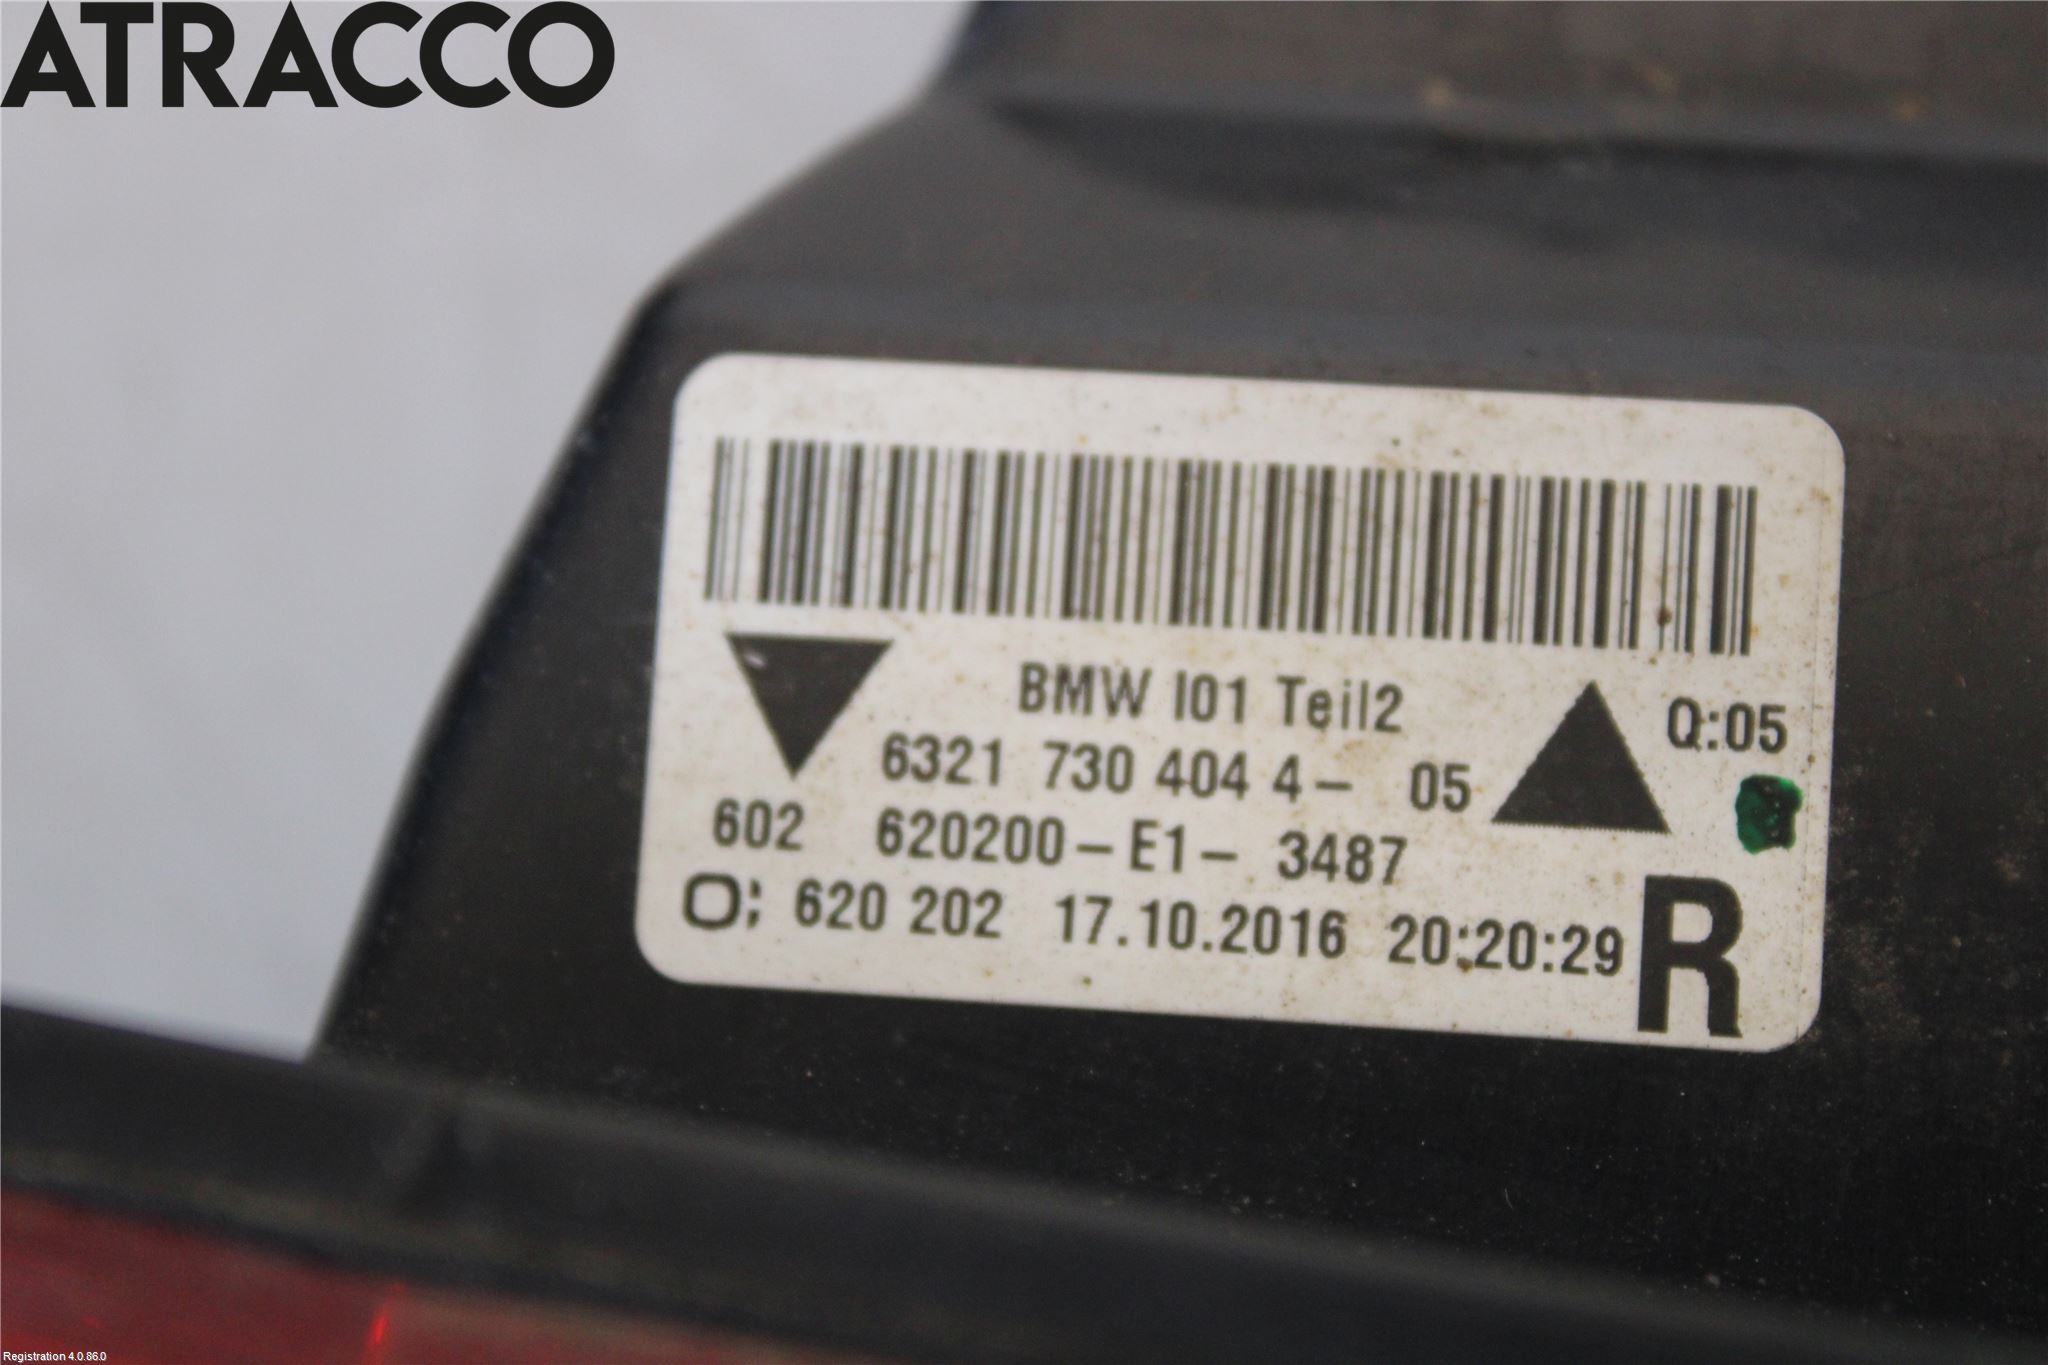 ATRACCO
BMW I01 Teil2
Q:05
6321 730 404 4- 05
602 620200-E1- 3487
O; 620 202 17.10.2016 20:20:29
R
Registration 4.0.86.0